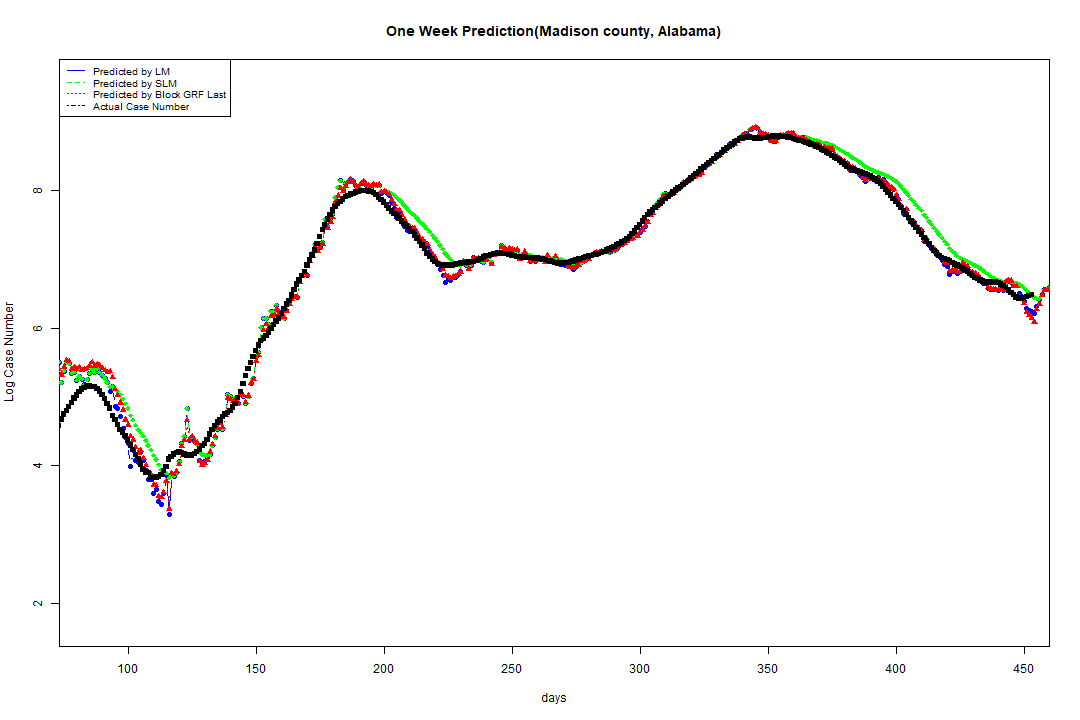 One Week Prediction(Madison county, Alabama)
Predicted by LM
Predicted by SLM
Predicted by Block GRF Last
Actual Case Number
Log Case Number
8
6
4
2
100 150 200 250 300 350 400 450
days